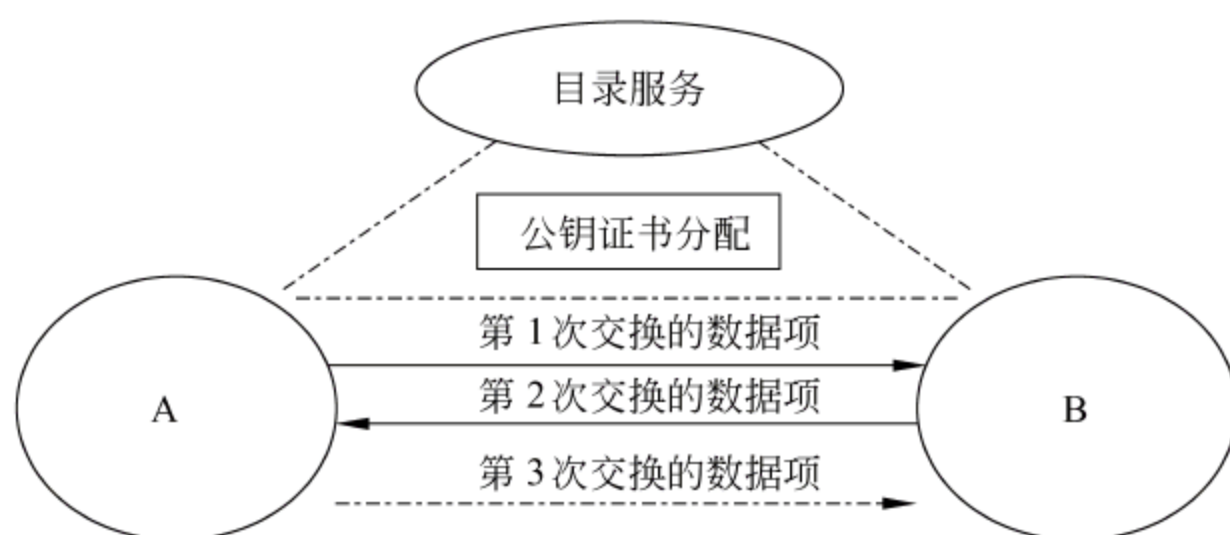 目录服务
公钥证书分配
第 1 次交换的数据项
第 2 次交换的数据项
A
B
第 3 次交换的数据项